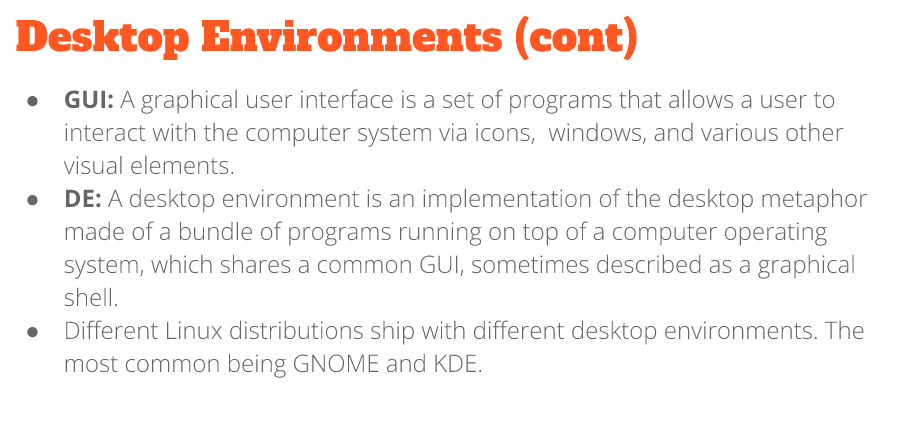 Desktop Environments (cont)
● GUI: A graphical user interface is a set of programs that allows a user to
interact with the computer system via icons,  windows, and various other
visual elements.
● DE: A desktop environment is an implementation of the desktop metaphor
made of a bundle of programs running on top of a computer operating
system, which shares a common GUI, sometimes described as a graphical
shell.
● Different Linux distributions ship with different desktop environments. The
most common being GNOME and KDE.